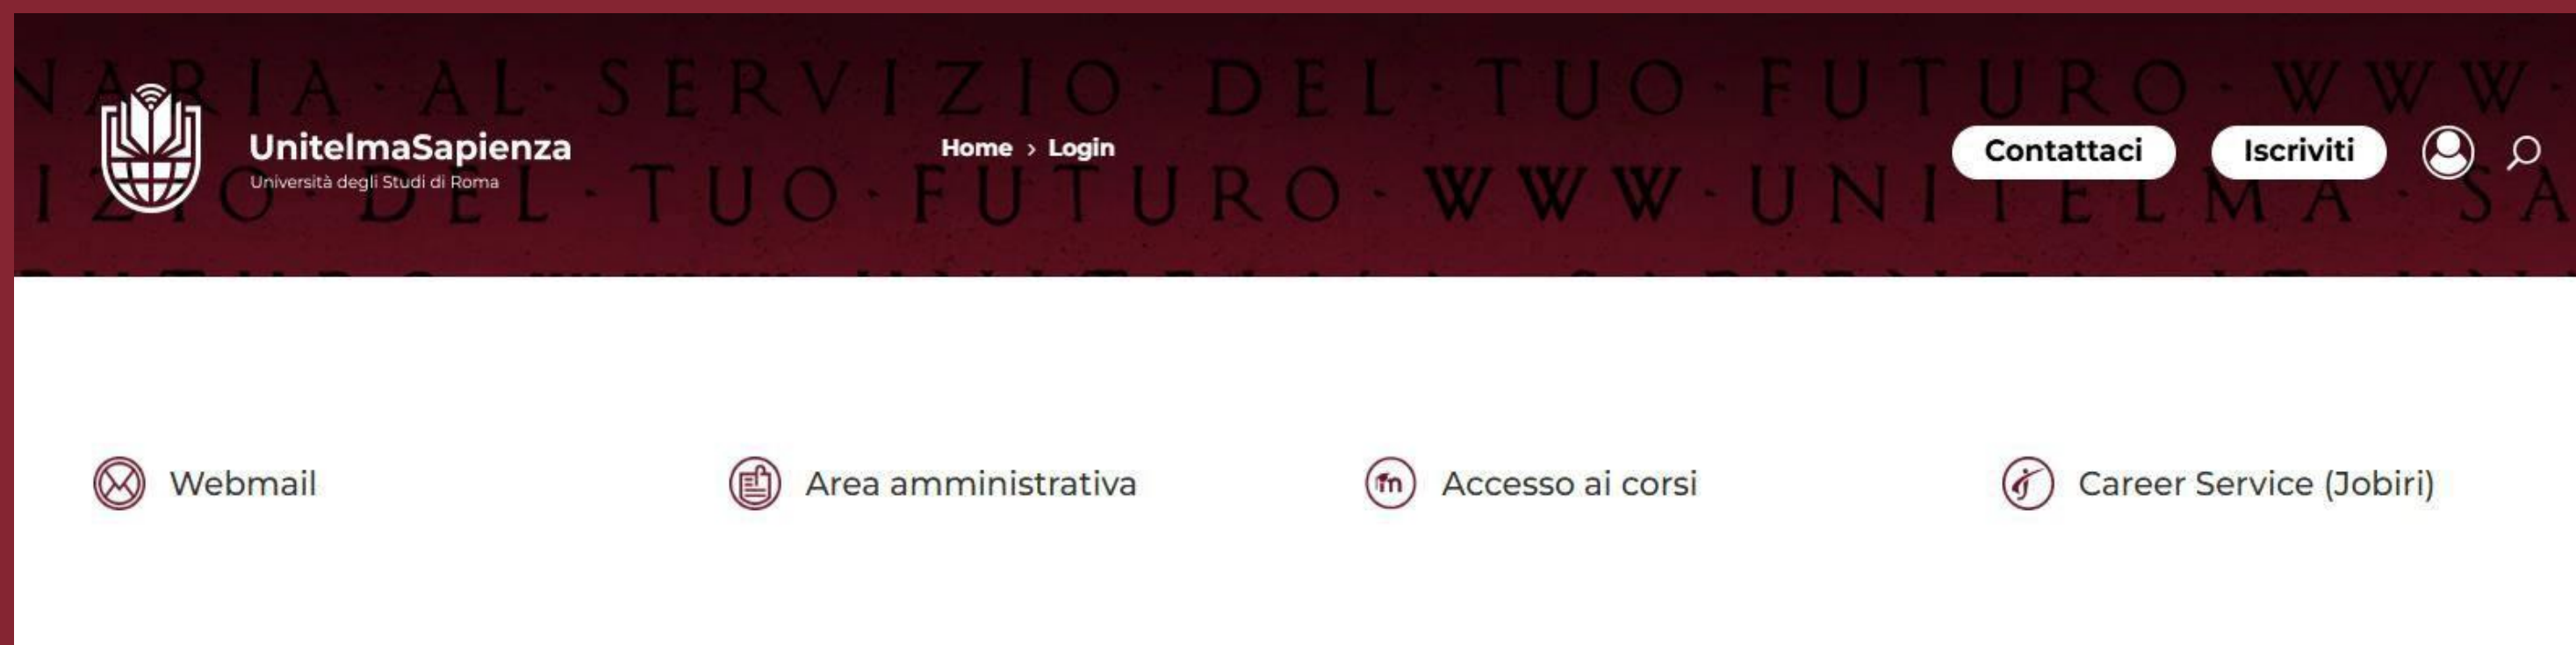 NARIA · AL · SERVIZIO · DEL · TUO · FUTURO · WWW ·
UnitelmaSapienza
Università degli Studi di Roma
Home > Login
Contattaci
Iscriviti
IZIO · DEL · TUO · FUTURO · WWW · UNITELMA · SA
Webmail
Area amministrativa
Accesso ai corsi
Career Service (Jobiri)